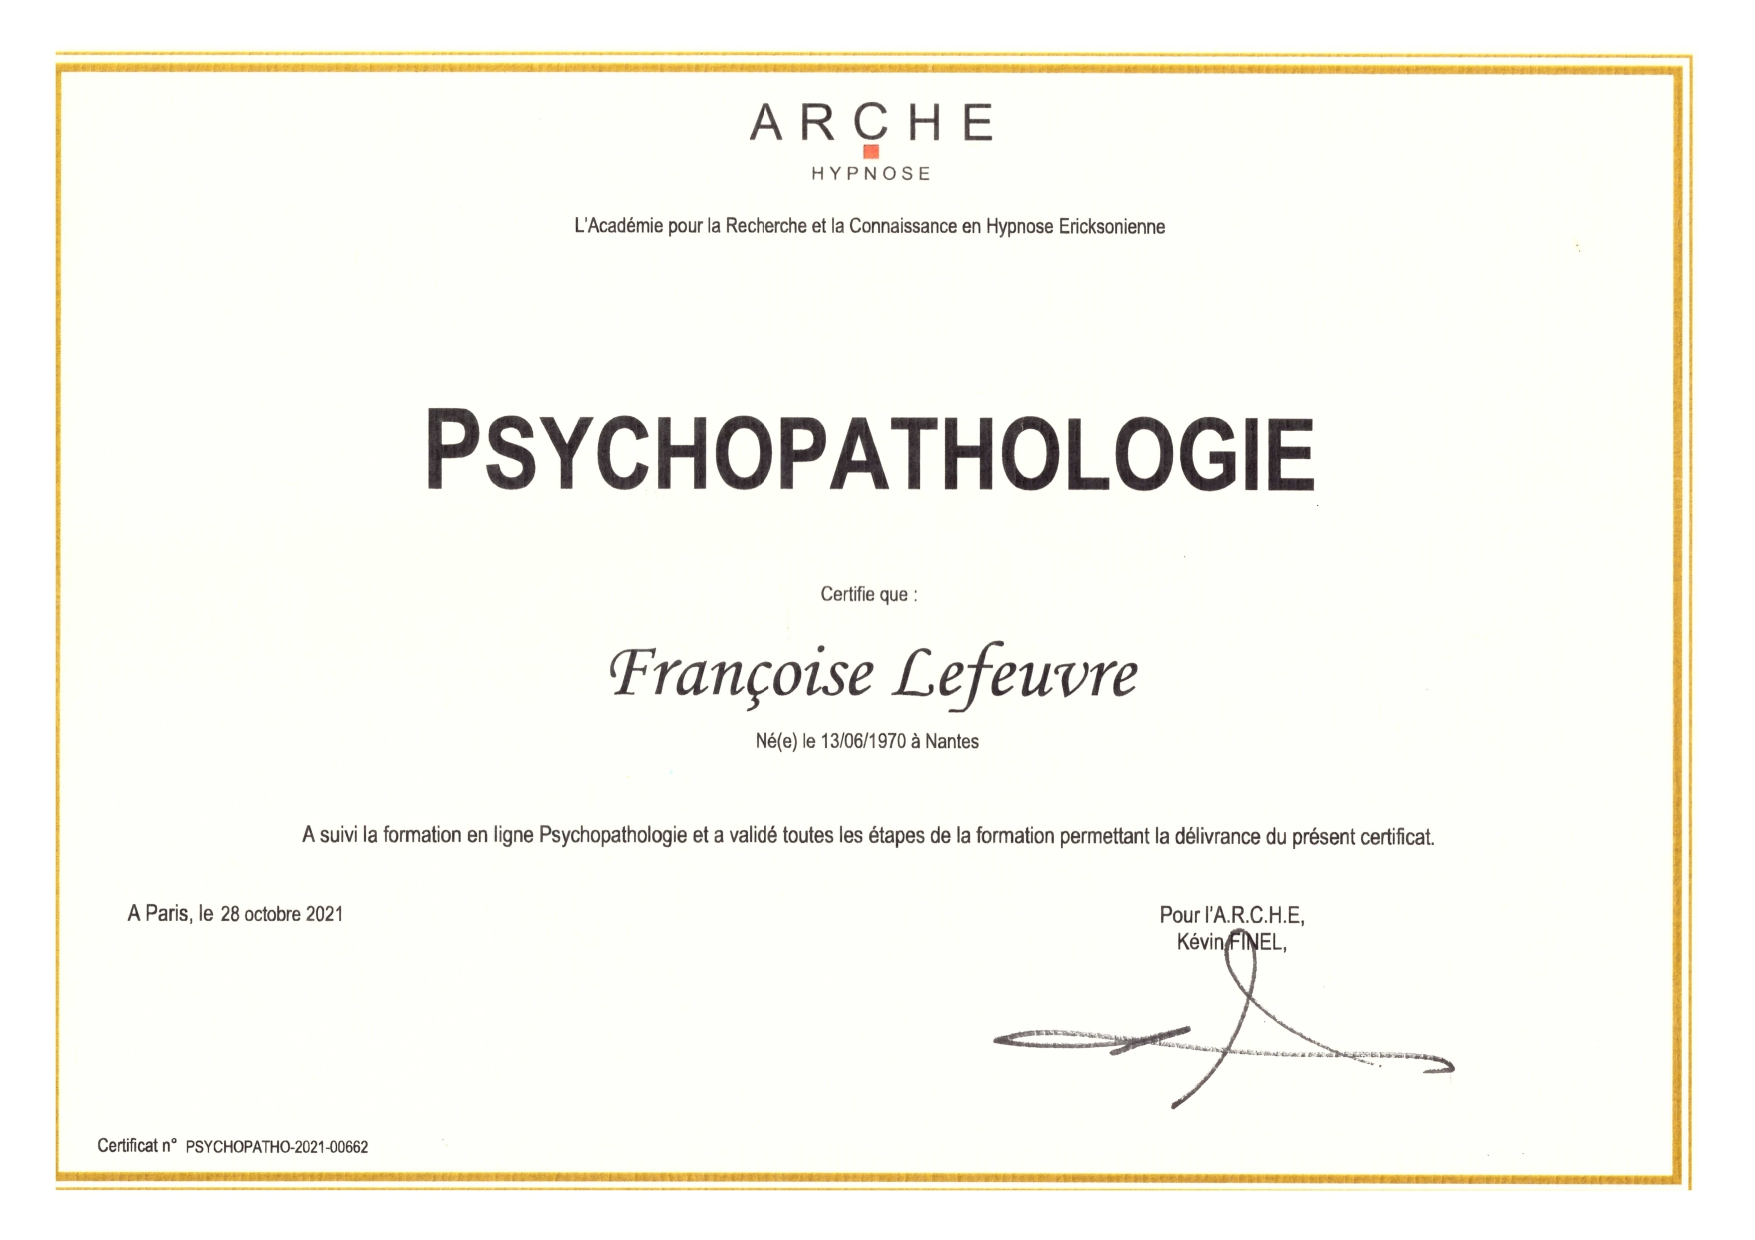 ARCHE
HYPNOSE
L'Académie pour la Recherche et la Connaissance en Hypnose Ericksonienne
PSYCHOPATHOLOGIE
Certifie que :
Françoise Lefeuvre
Né(e) le 13/06/1970 à Nantes
A suivi la formation en ligne Psychopathologie et a validé toutes les étapes de la formation permettant la délivrance du présent certificat.
A Paris, le 28 octobre 2021
Pour l'A.R.C.H.E,
Kévin FINEL,
Certificat n° PSYCHOPATHO-2021-00662